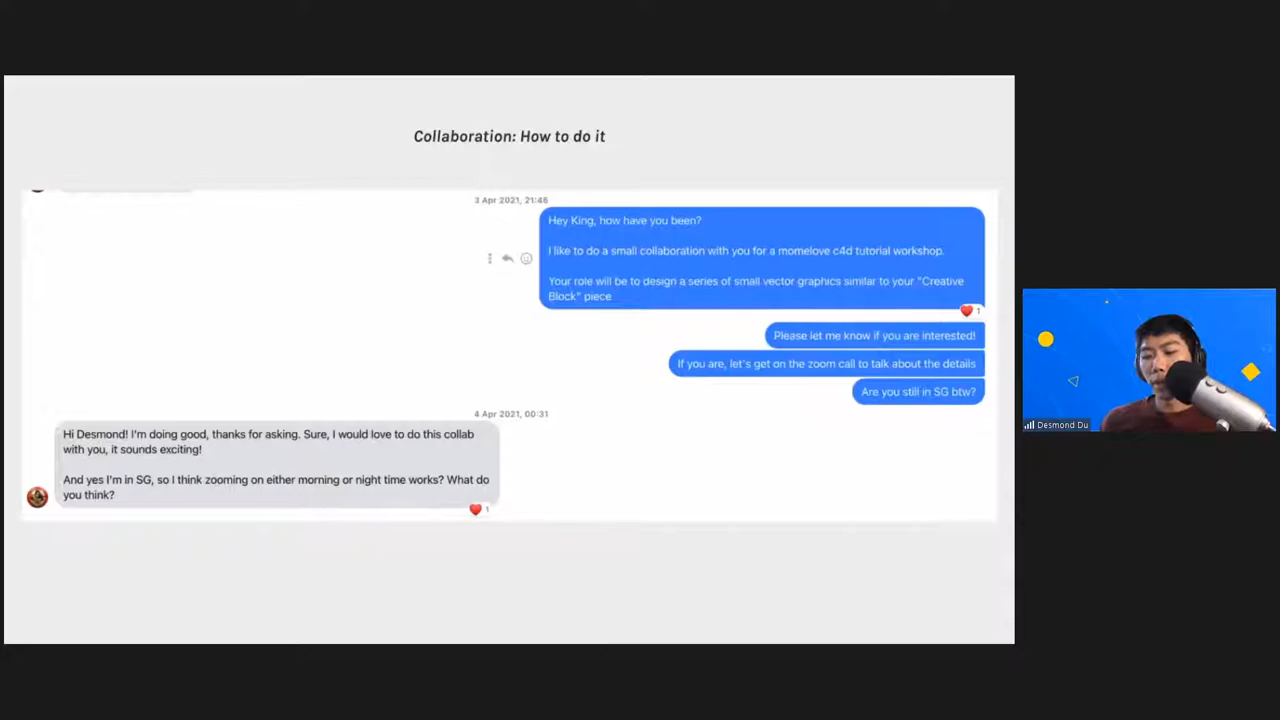 Collaboration: How to do it
3 Apr 2021, 21:46
Hey King, how have you been?
I like to do a small collaboration with you for a momelove c4d tutorial workshop.
Your role will be to design a series of small vector graphics similar to your "Creative
Block" piece
1
Please let me know if you are interested!
If you are, let's get on the zoom call to talk about the details
Are you still in SG btw?
4 Apr 2021, 00:31
Hi Desmond! I'm doing good, thanks for asking. Sure, I would love to do this collab
with you, it sounds exciting!
And yes I'm in SG, so I think zooming on either morning or night time works? What do
you think?
1
Desmond Du